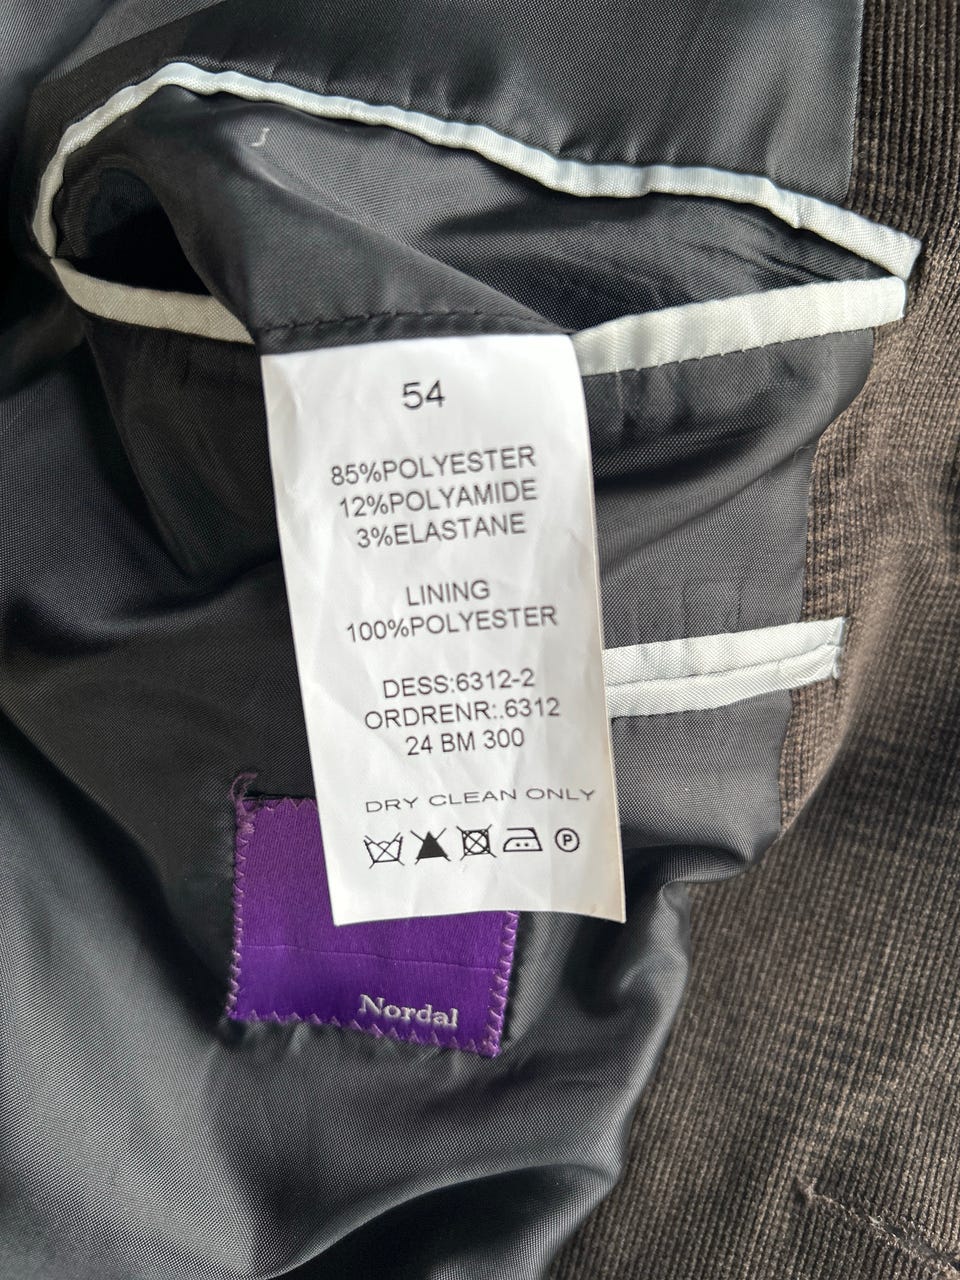 54
85%POLYESTER
12%POLYAMIDE
3%ELASTANE
LINING
100%POLYESTER
DESS:6312-2
ORDRENR:.6312
24 BM 300
DRY CLEAN ONLY
P
Nordal